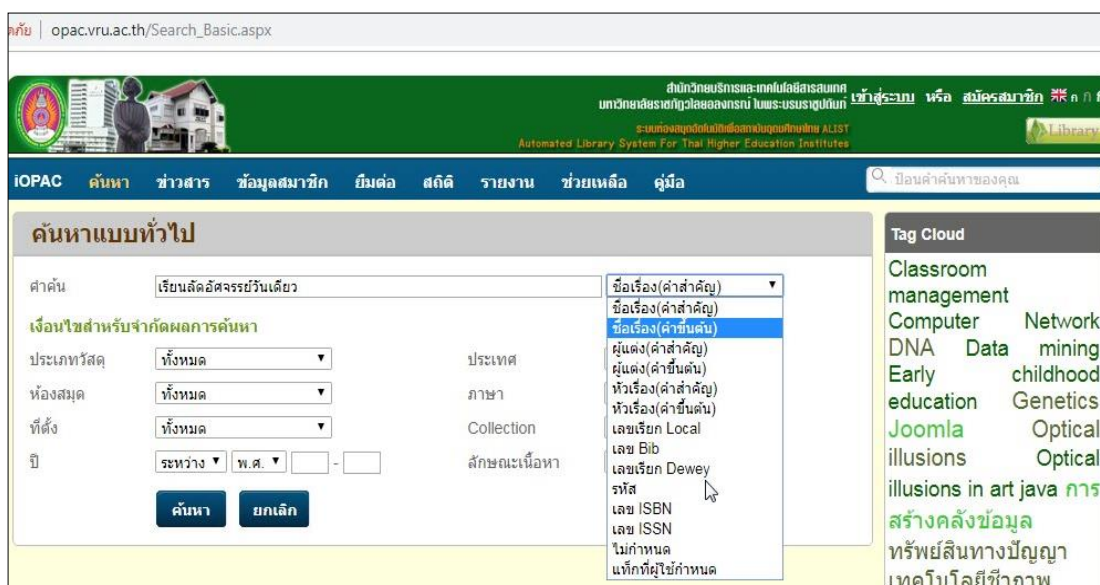 opac.vru.ac.th/Search_Basic.aspx
สำนักวิทยบริการและเทคโนโลยีสารสนเทศ
มหาวิทยาลัยราชภัฏวไลยอลงกรณ์ ในพระบรมราชูปถัมภ์
เข้าสู่ระบบ หรือ สมัครสมาชิก ก
ระบบห้องสมุดอัตโนมัติเพื่อสถาบันอุดมศึกษาไทย ALIST
Automated Library System For Thai Higher Education Institutes
Library
iOPAC ค้นหา ข่าวสาร ข้อมูลสมาชิก ยืมต่อ สถิติ รายงาน ช่วยเหลือ คู่มือ
ป้อนคำค้นหาของคุณ
ค้นหาแบบทั่วไป
คำค้น เรียนลัดอัศจรรย์วันเดียว ชื่อเรื่อง(คำสำคัญ)
เงื่อนไขสำหรับจำกัดผลการค้นหา
ประเภทวัสดุ ทั้งหมด ประเทศ
ห้องสมุด ทั้งหมด ภาษา
ที่ตั้ง ทั้งหมด Collection
ปี ระหว่าง พ.ศ. - ลักษณะเนื้อหา
ค้นหา ยกเลิก
ชื่อเรื่อง(คำสำคัญ)
ชื่อเรื่อง(คำขึ้นต้น)
ผู้แต่ง(คำสำคัญ)
ผู้แต่ง(คำขึ้นต้น)
หัวเรื่อง(คำสำคัญ)
หัวเรื่อง(คำขึ้นต้น)
เลขเรียก Local
เลข Bib
เลขเรียก Dewey
รหัส
เลข ISBN
เลข ISSN
ไม่กำหนด
แท็กที่ผู้ใช้กำหนด
Tag Cloud
Classroom
management
Computer Network
DNA Data mining
Early childhood
education Genetics
Joomla Optical
illusions Optical
illusions in art java การ
สร้างคลังข้อมูล
ทรัพย์สินทางปัญญา
เทคโนโลยีชีวภาพ